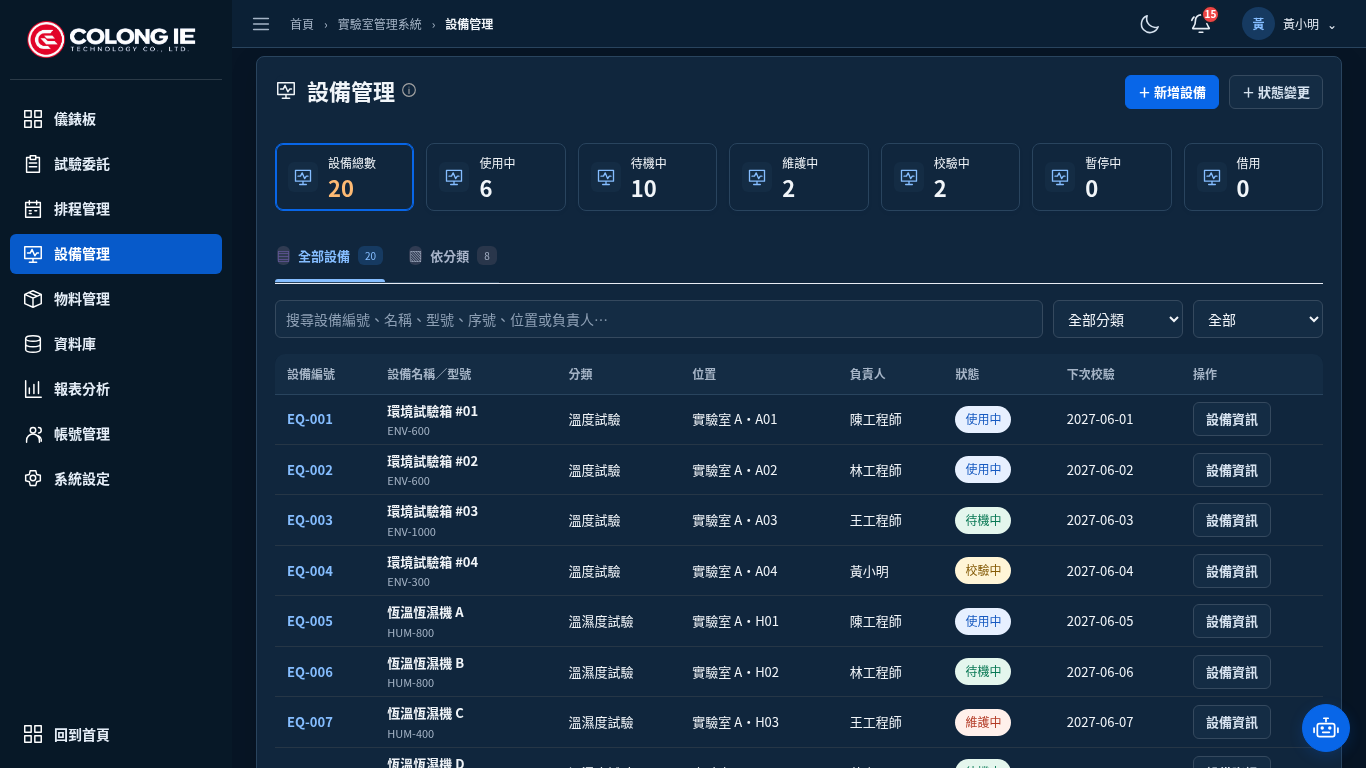 COLONG IE
TECHNOLOGY CO., LTD.
儀錶板
試驗委託
排程管理
設備管理
物料管理
資料庫
報表分析
帳號管理
系統設定
回到首頁
首頁 › 實驗室管理系統 › 設備管理
15
黃 黃小明
設備管理
+ 新增設備
+ 狀態變更
設備總數
20
使用中
6
待機中
10
維護中
2
校驗中
2
暫停中
0
借用
0
全部設備 20
依分類 8
搜尋設備編號、名稱、型號、序號、位置或負責人⋯
全部分類
全部
設備編號 設備名稱／型號 分類 位置 負責人 狀態 下次校驗 操作
EQ-001 環境試驗箱 #01 溫度試驗 實驗室 A・A01 陳工程師 使用中 2027-06-01 設備資訊
ENV-600
EQ-002 環境試驗箱 #02 溫度試驗 實驗室 A・A02 林工程師 使用中 2027-06-02 設備資訊
ENV-600
EQ-003 環境試驗箱 #03 溫度試驗 實驗室 A・A03 王工程師 待機中 2027-06-03 設備資訊
ENV-1000
EQ-004 環境試驗箱 #04 溫度試驗 實驗室 A・A04 黃小明 校驗中 2027-06-04 設備資訊
ENV-300
EQ-005 恆溫恆濕機 A 溫濕度試驗 實驗室 A・H01 陳工程師 使用中 2027-06-05 設備資訊
HUM-800
EQ-006 恆溫恆濕機 B 溫濕度試驗 實驗室 A・H02 林工程師 待機中 2027-06-06 設備資訊
HUM-800
EQ-007 恆溫恆濕機 C 溫濕度試驗 實驗室 A・H03 王工程師 維護中 2027-06-07 設備資訊
HUM-400
恆溫恆濕機 D